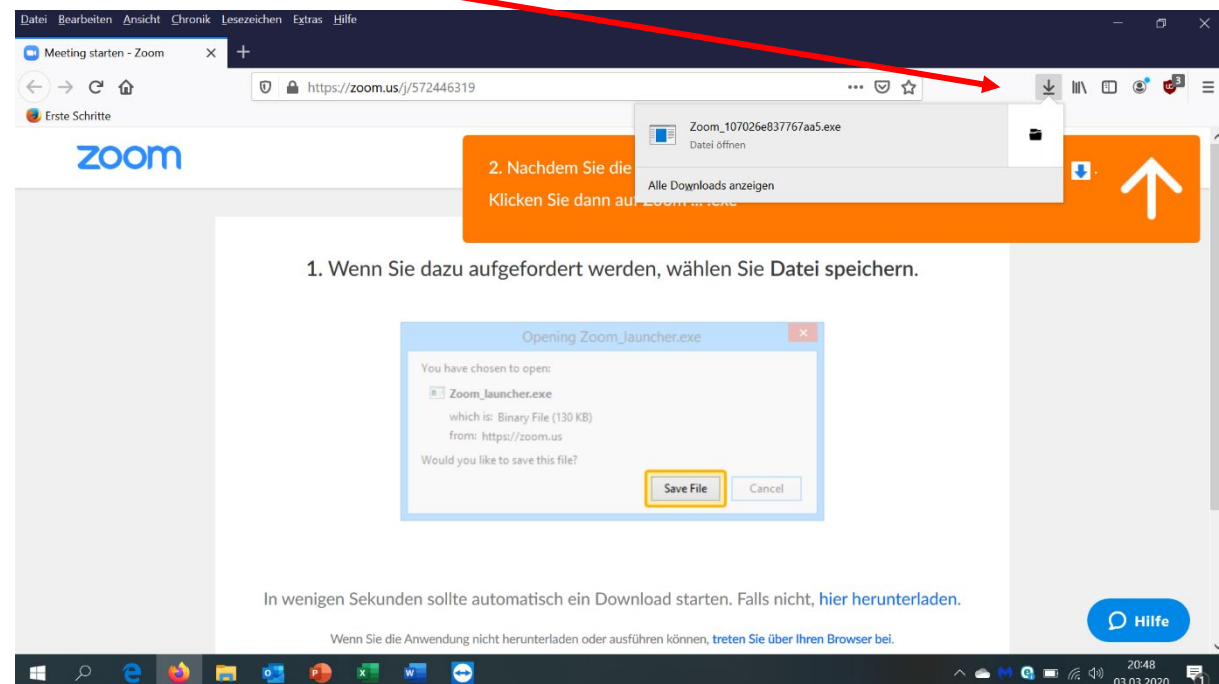 Datei Bearbeiten Ansicht Chronik Lesezeichen Extras Hilfe
Meeting starten - Zoom
https://zoom.us/j/572446319
3
Erste Schritte
Zoom_107026e837767aa5.exe
Datei öffnen
Alle Downloads anzeigen
zoom
2. Nachdem Sie die
Klicken Sie dann auf Zoom ... .exe
1. Wenn Sie dazu aufgefordert werden, wählen Sie Datei speichern.
Opening Zoom_launcher.exe
You have chosen to open:
Zoom_launcher.exe
which is: Binary File (130 KB)
from: https://zoom.us
Would you like to save this file?
Save File Cancel
In wenigen Sekunden sollte automatisch ein Download starten. Falls nicht, hier herunterladen.
Wenn Sie die Anwendung nicht herunterladen oder ausführen können, treten Sie über Ihren Browser bei.
Hilfe
20:48
03.03.2020